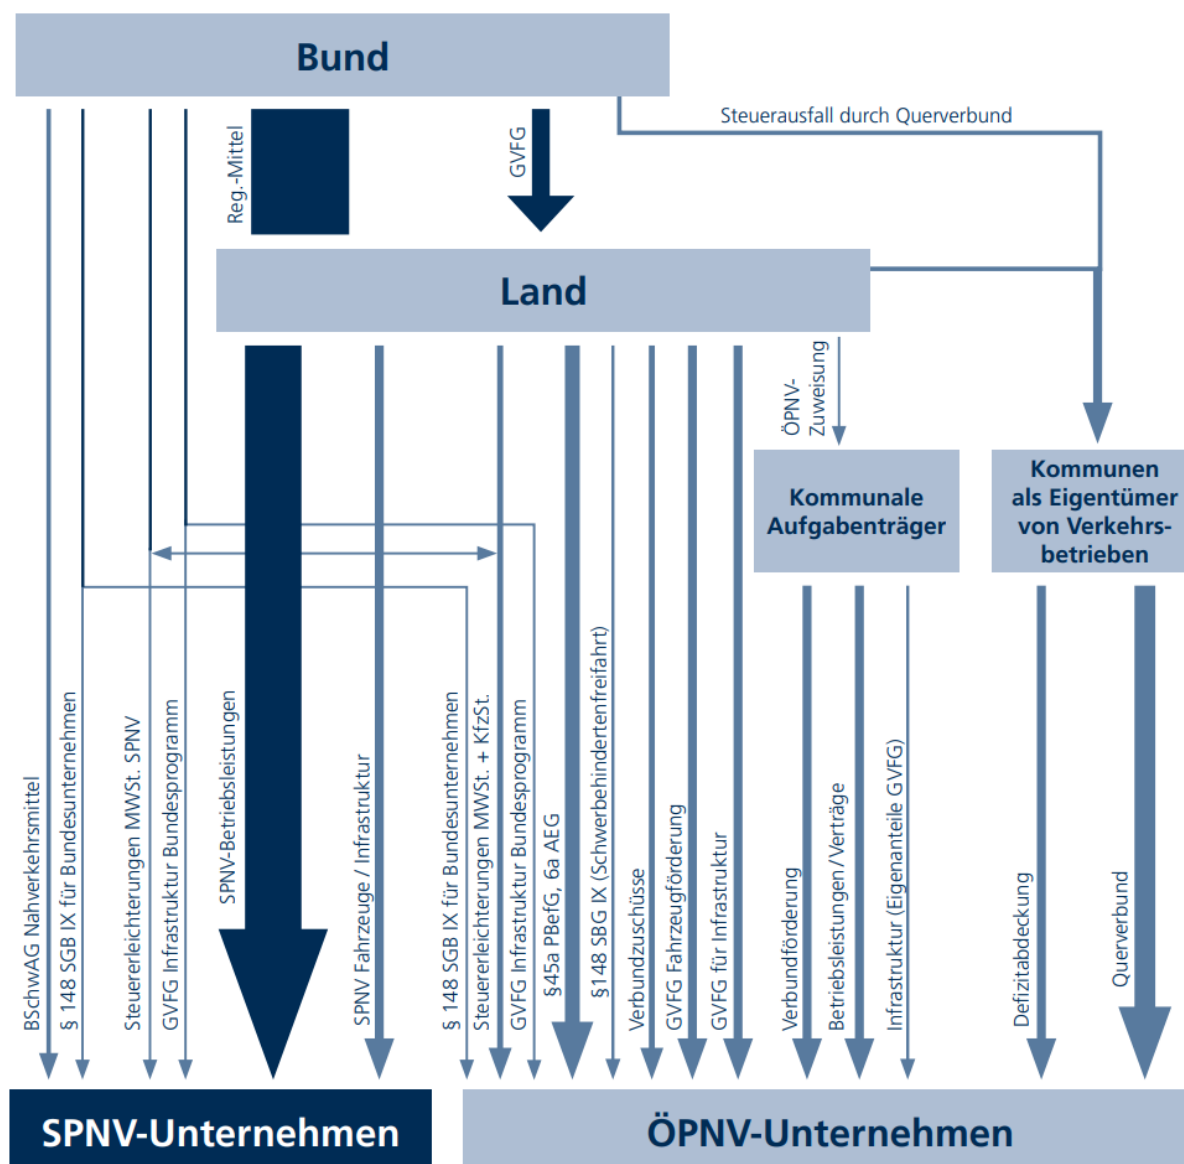 Bund
Steuerausfall durch Querverbund
Reg.-Mittel
GVFG
Land
ÖPNV-
Zuweisung
Kommunale
Aufgabenträger
Kommunen
als Eigentümer
von Verkehrs-
betrieben
BSchwAG Nahverkehrsmittel
§ 148 SGB IX für Bundesunternehmen
Steuererleichterungen MWSt. SPNV
GVFG Infrastruktur Bundesprogramm
SPNV-Betriebsleistungen
SPNV Fahrzeuge / Infrastruktur
§ 148 SGB IX für Bundesunternehmen
Steuererleichterungen MWSt. + KfzSt.
GVFG Infrastruktur Bundesprogramm
§45a PBefG, 6a AEG
§148 SBG IX (Schwerbehindertenfreifahrt)
Verbundzuschüsse
GVFG Fahrzeugförderung
GVFG für Infrastruktur
Verbundförderung
Betriebsleistungen/Verträge
Infrastruktur (Eigenanteile GVFG)
Defizitabdeckung
Querverbund
SPNV-Unternehmen
ÖPNV-Unternehmen